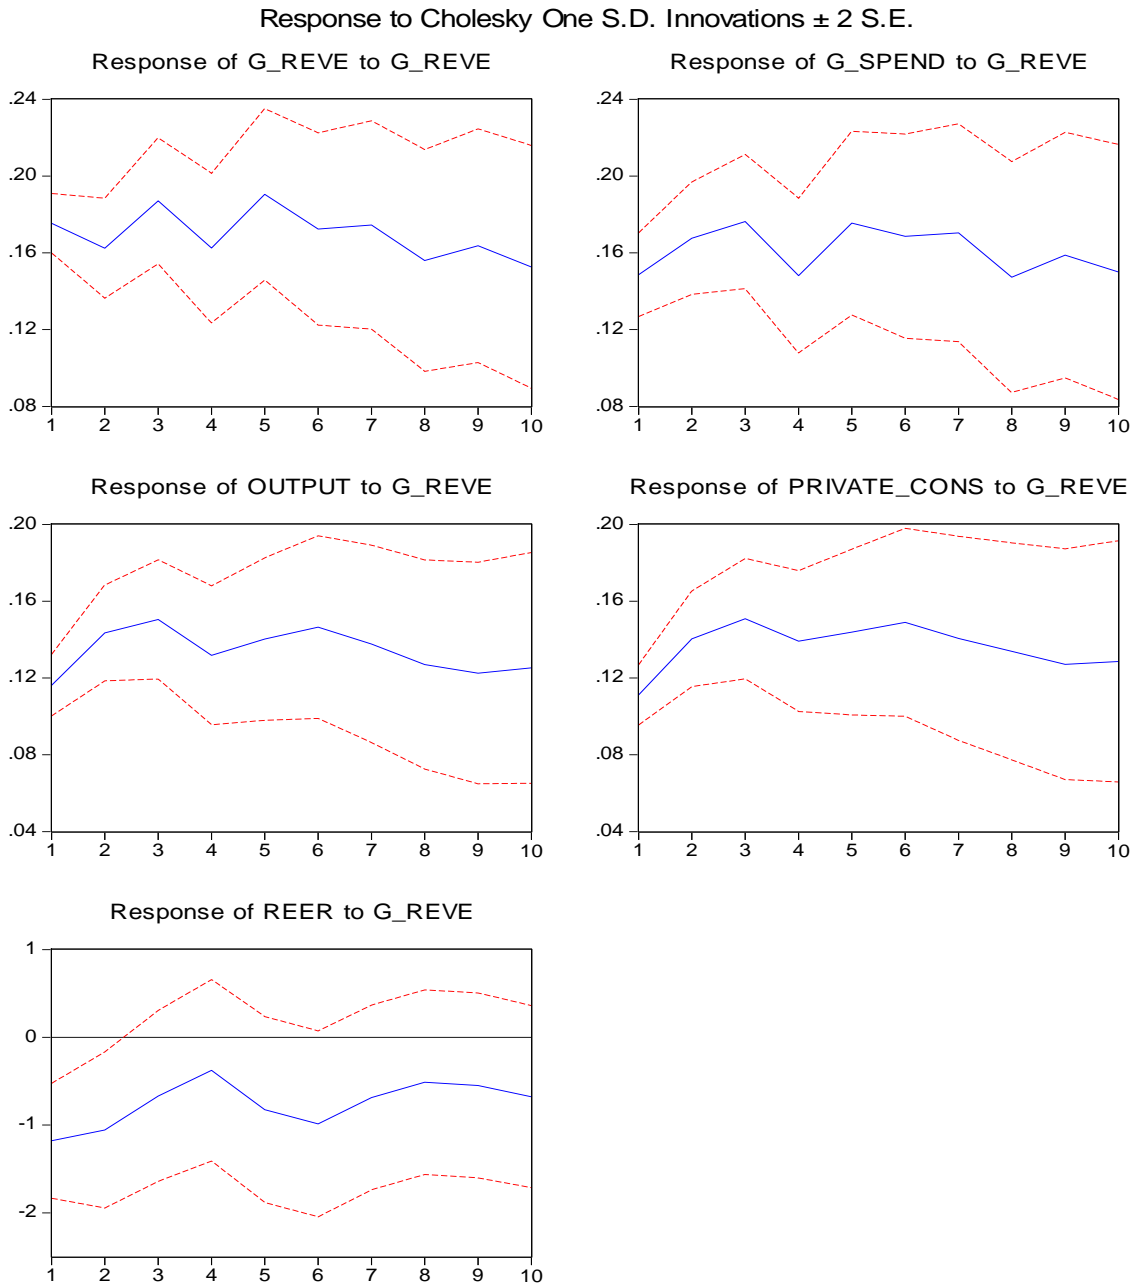 Response to Cholesky One S.D. Innovations ± 2 S.E.
Response of G_REVE to G_REVE
.24
.20
.16
.12
.08
1 2 3 4 5 6 7 8 9 10
Response of G_SPEND to G_REVE
.24
.20
.16
.12
.08
1 2 3 4 5 6 7 8 9 10
Response of OUTPUT to G_REVE
.20
.16
.12
.08
.04
1 2 3 4 5 6 7 8 9 10
Response of PRIVATE_CONS to G_REVE
.20
.16
.12
.08
.04
1 2 3 4 5 6 7 8 9 10
Response of REER to G_REVE
1
0
-1
-2
1 2 3 4 5 6 7 8 9 10